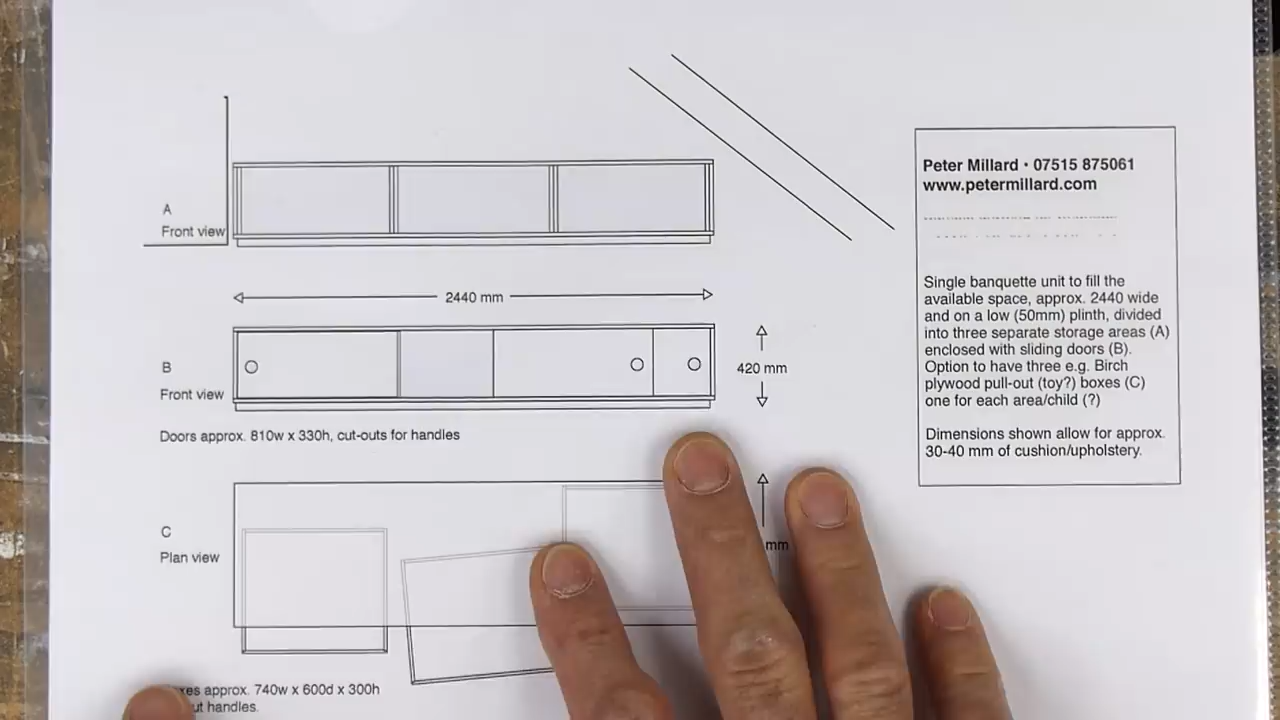 A
Front view
2440 mm
B
Front view
420 mm
Doors approx. 810w x 330h, cut-outs for handles
C
Plan view
mm
approx. 740w x 600d x 300h
handles.
Peter Millard • 07515 875061
www.petermillard.com
Single banquette unit to fill the
available space, approx. 2440 wide
and on a low (50mm) plinth, divided
into three separate storage areas (A)
enclosed with sliding doors (B).
Option to have three e.g. Birch
plywood pull-out (toy?) boxes (C)
one for each area/child (?)
Dimensions shown allow for approx.
30-40 mm of cushion/upholstery.